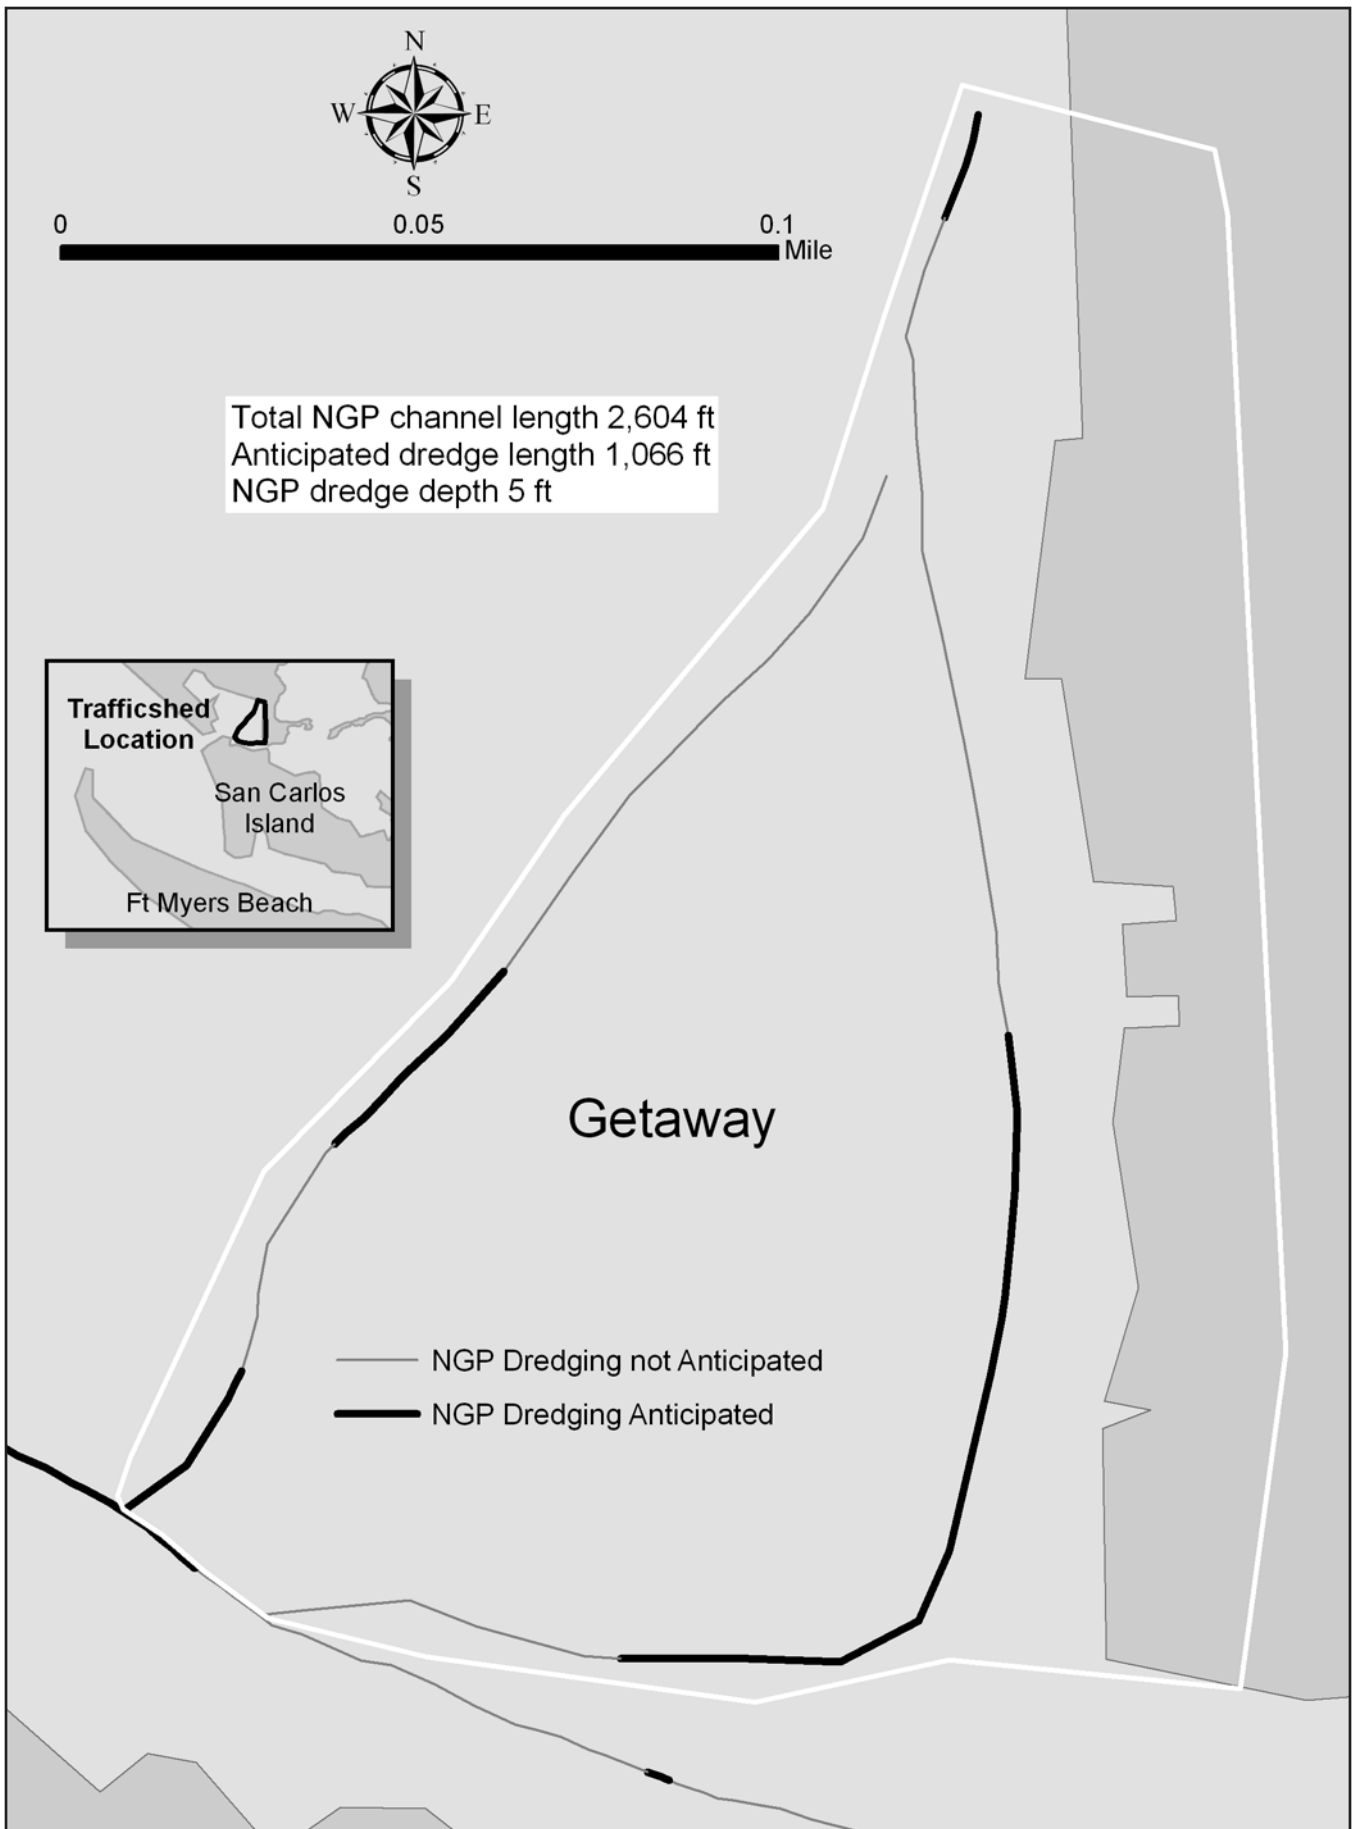 N
W E
S
0 0.05 0.1
Mile
Total NGP channel length 2,604 ft
Anticipated dredge length 1,066 ft
NGP dredge depth 5 ft
Trafficshed
Location
San Carlos
Island
Ft Myers Beach
Getaway
NGP Dredging not Anticipated
NGP Dredging Anticipated